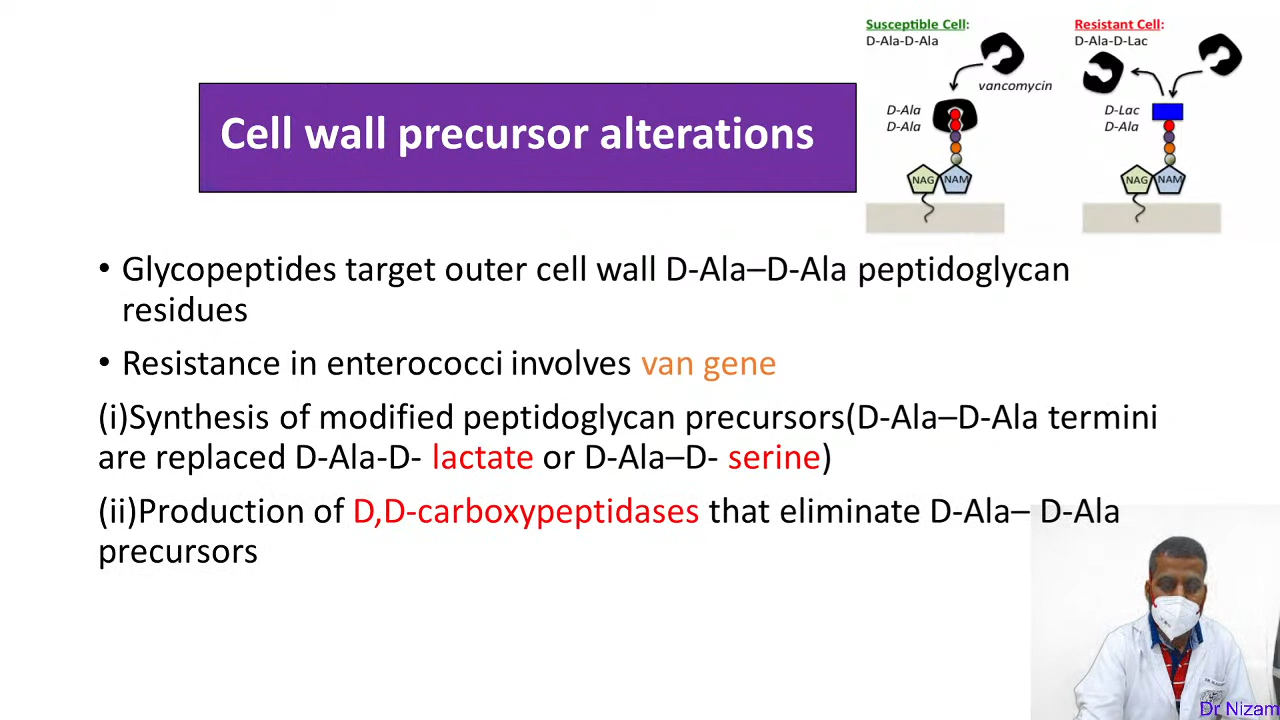 Susceptible Cell:
D-Ala-D-Ala
vancomycin
D-Ala
D-Ala
NAG
NAM
Resistant Cell:
D-Ala-D-Lac
D-Lac
D-Ala
NAG
NAM
Cell wall precursor alterations
• Glycopeptides target outer cell wall D-Ala–D-Ala peptidoglycan
residues
• Resistance in enterococci involves van gene
(i)Synthesis of modified peptidoglycan precursors(D-Ala–D-Ala termini
are replaced D-Ala-D- lactate or D-Ala–D- serine)
(ii)Production of D,D-carboxypeptidases that eliminate D-Ala– D-Ala
precursors
Dr Nizam